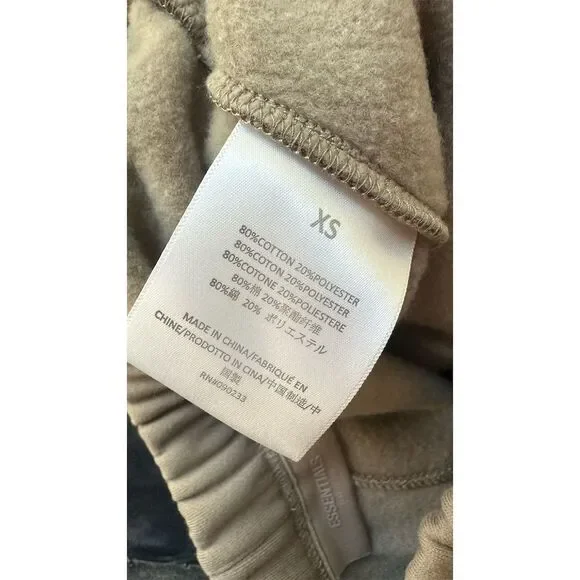 XS
80%COTTON 20%POLYESTER
80%COTON 20%POLYESTER
80%COTONE 20%POLIESTERE
80%棉 20%聚酯纤维
80%綿 20% ポリエステル
MADE IN CHINA/FABRIQUÉ EN
CHINE/PRODOTTO IN CINA/中国制造/中
国製
RN#090233
ESSENTIALS